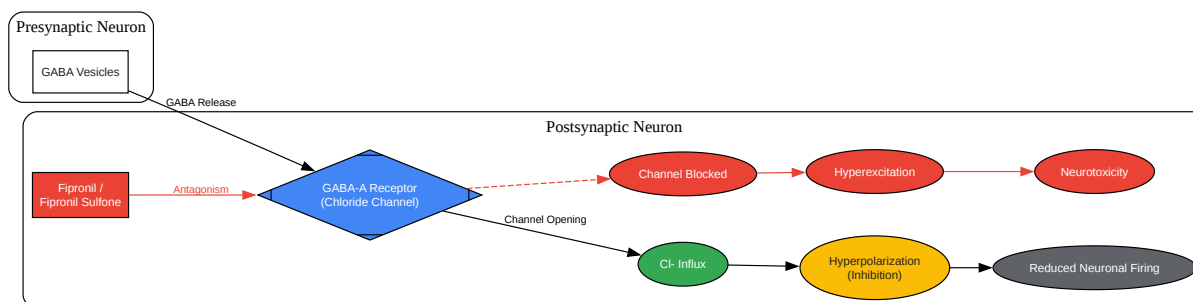 Presynaptic Neuron
GABA Vesicles
GABA Release
Postsynaptic Neuron
Fipronil /
Fipronil Sulfone
Antagonism
GABA-A Receptor
(Chloride Channel)
Channel Blocked
Hyperexcitation
Neurotoxicity
Channel Opening
Cl- Influx
Hyperpolarization
(Inhibition)
Reduced Neuronal Firing